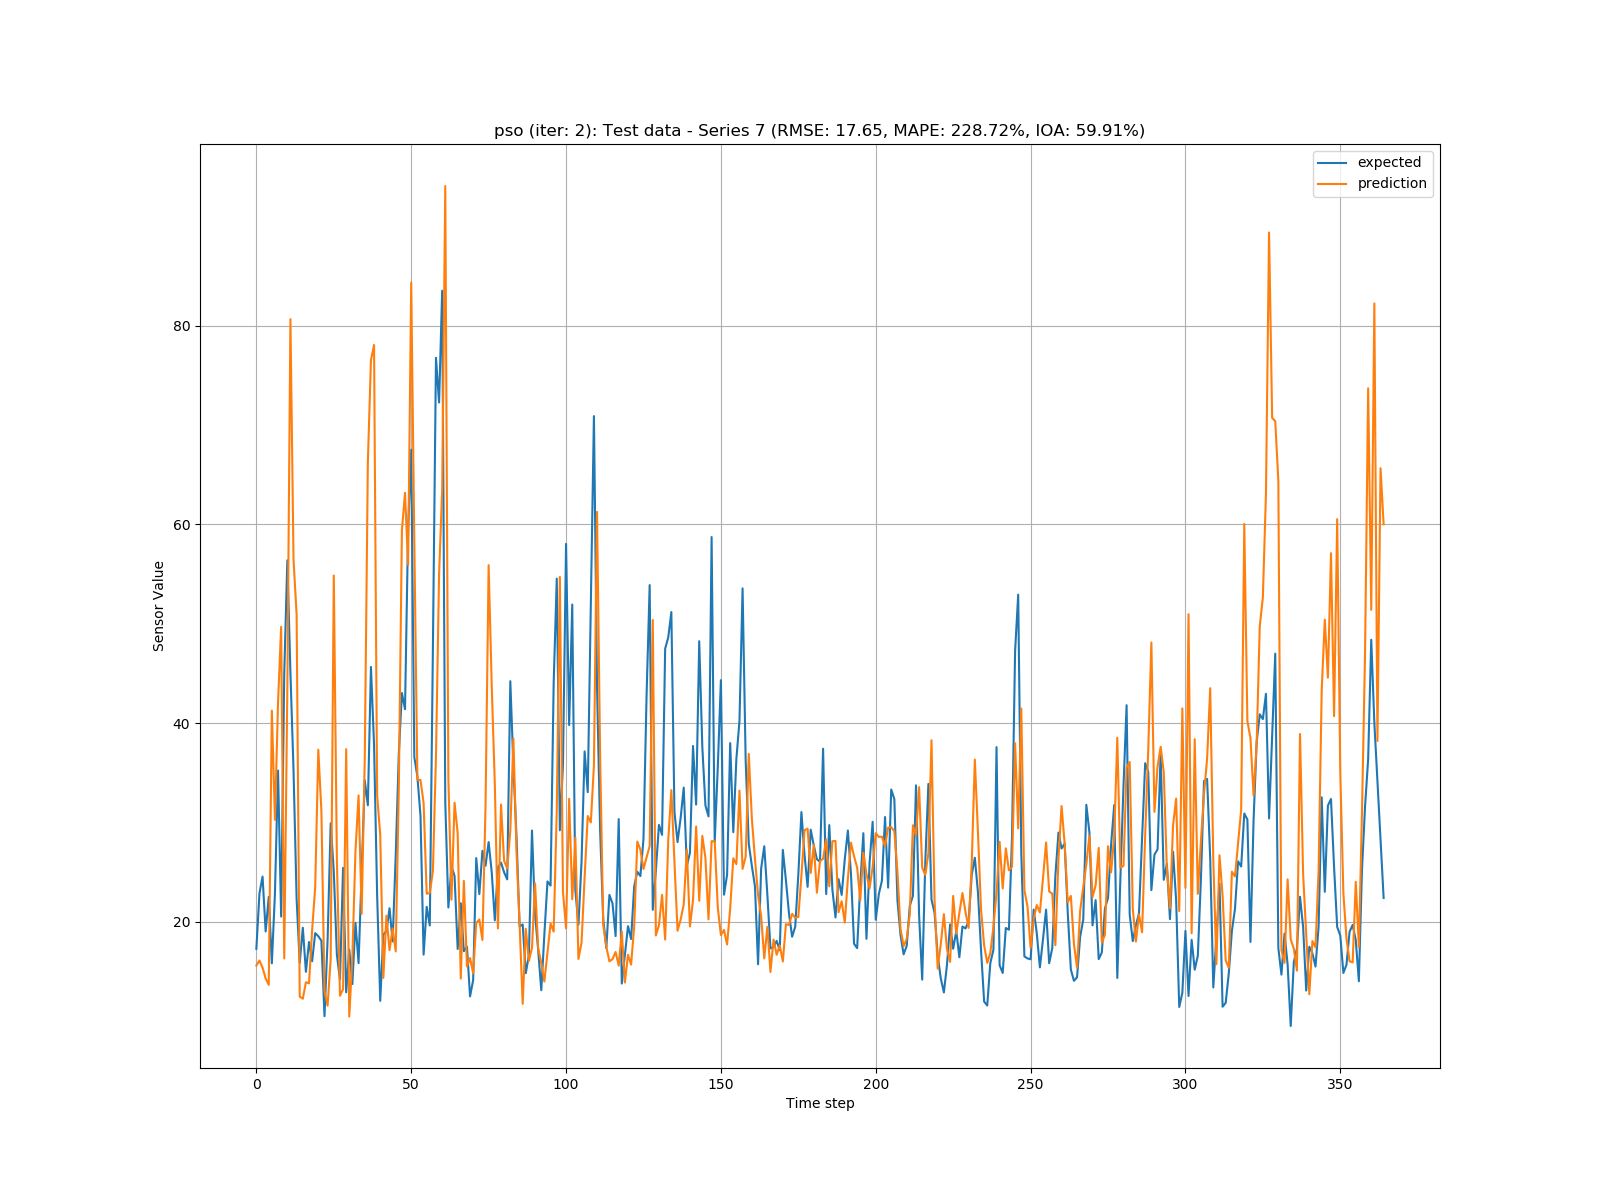 pso (iter: 2): Test data - Series 7 (RMSE: 17.65, MAPE: 228.72%, IOA: 59.91%)
expected
prediction
80
60
40
20
Sensor Value
0 50 100 150 200 250 300 350
Time step